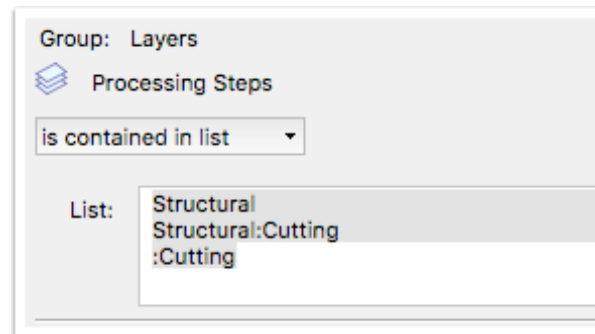 Group: Layers
Processing Steps
is contained in list
List:
Structural
Structural:Cutting
:Cutting